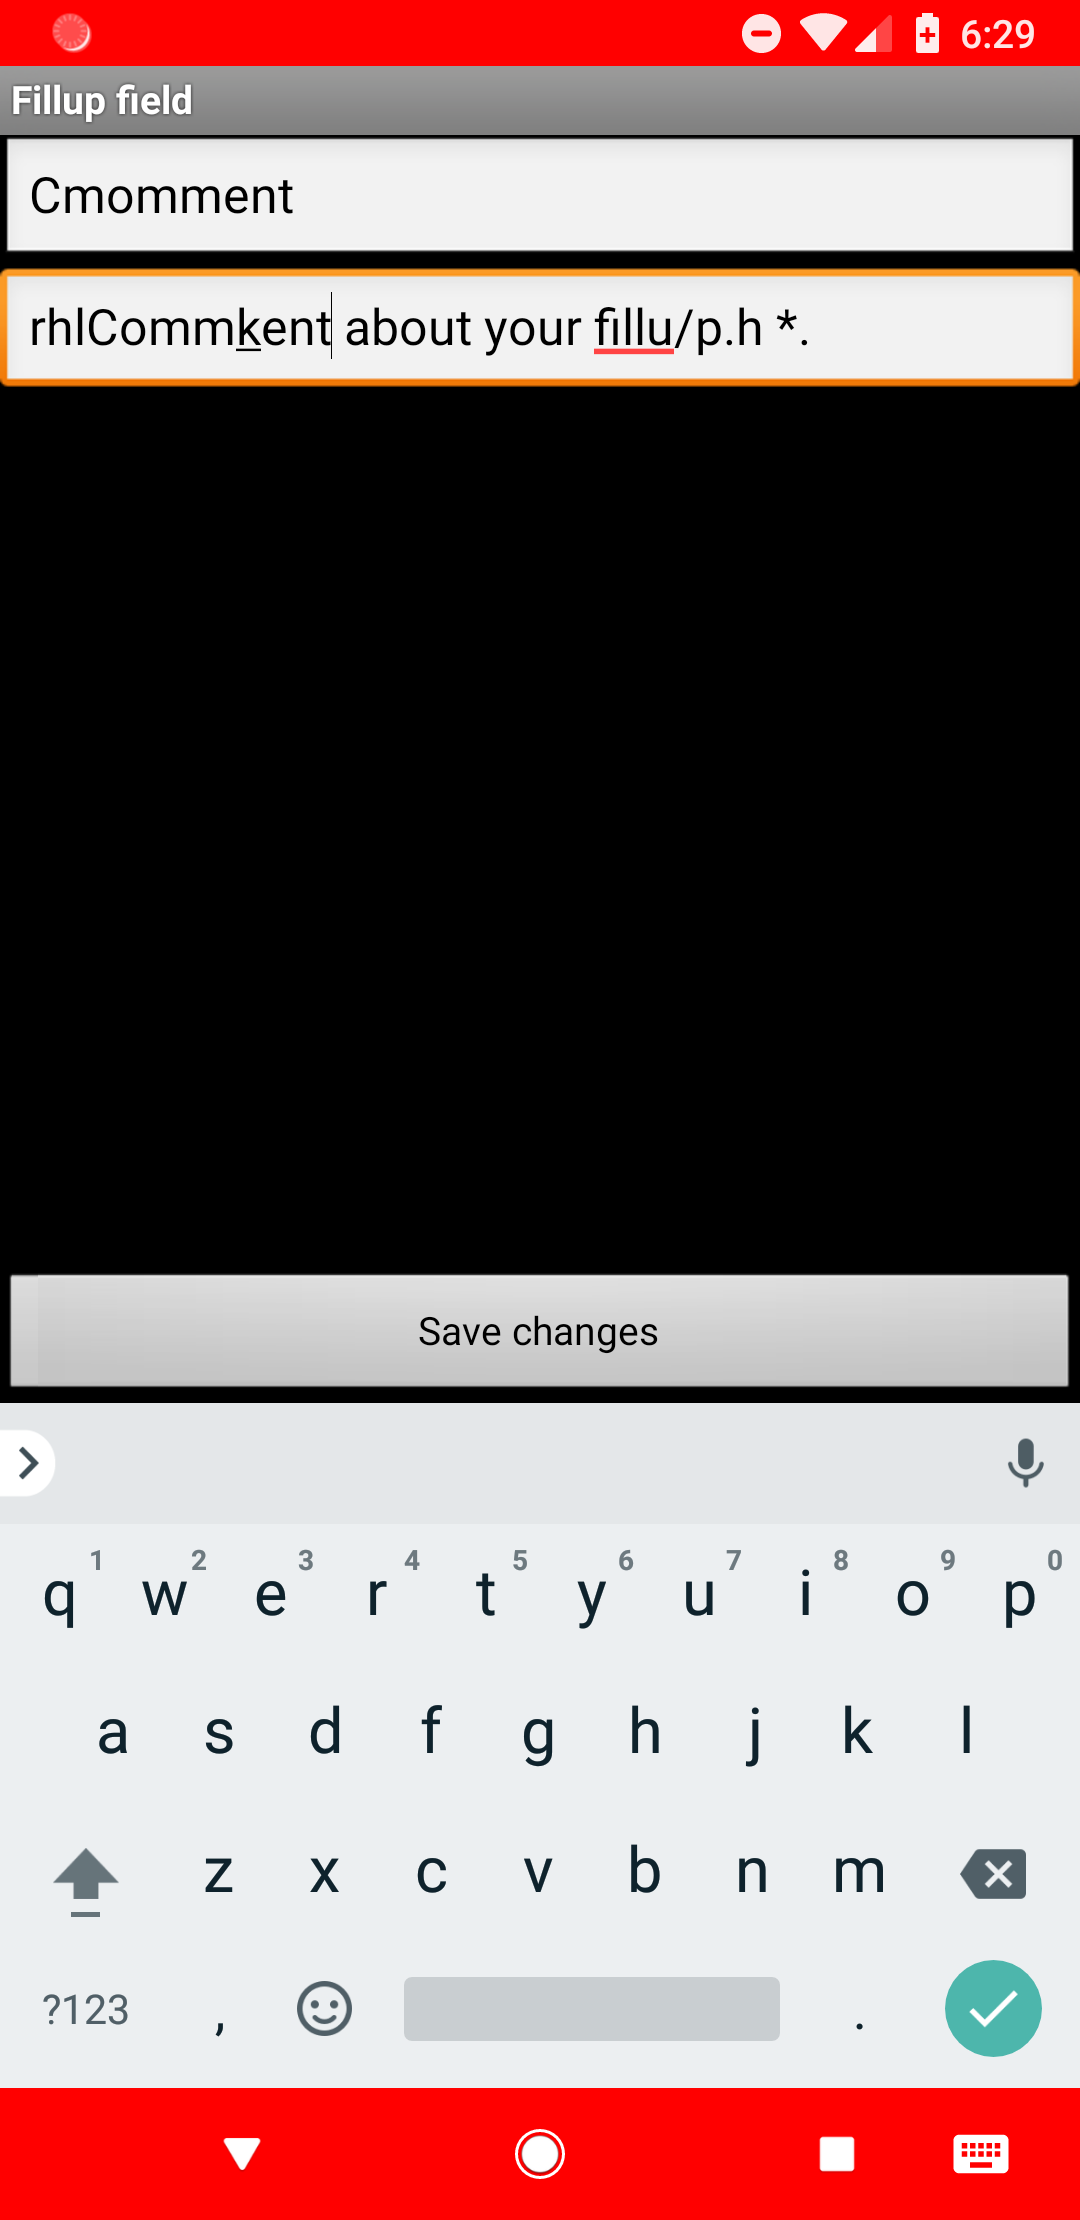 6:29
Fillup field
Cmomment
rhlCommkent about your fillu/p.h *.
Save changes
1 2 3 4 5 6 7 8 9 0
q w e r t y u i o p
a s d f g h j k l
z x c v b n m
?123 , .